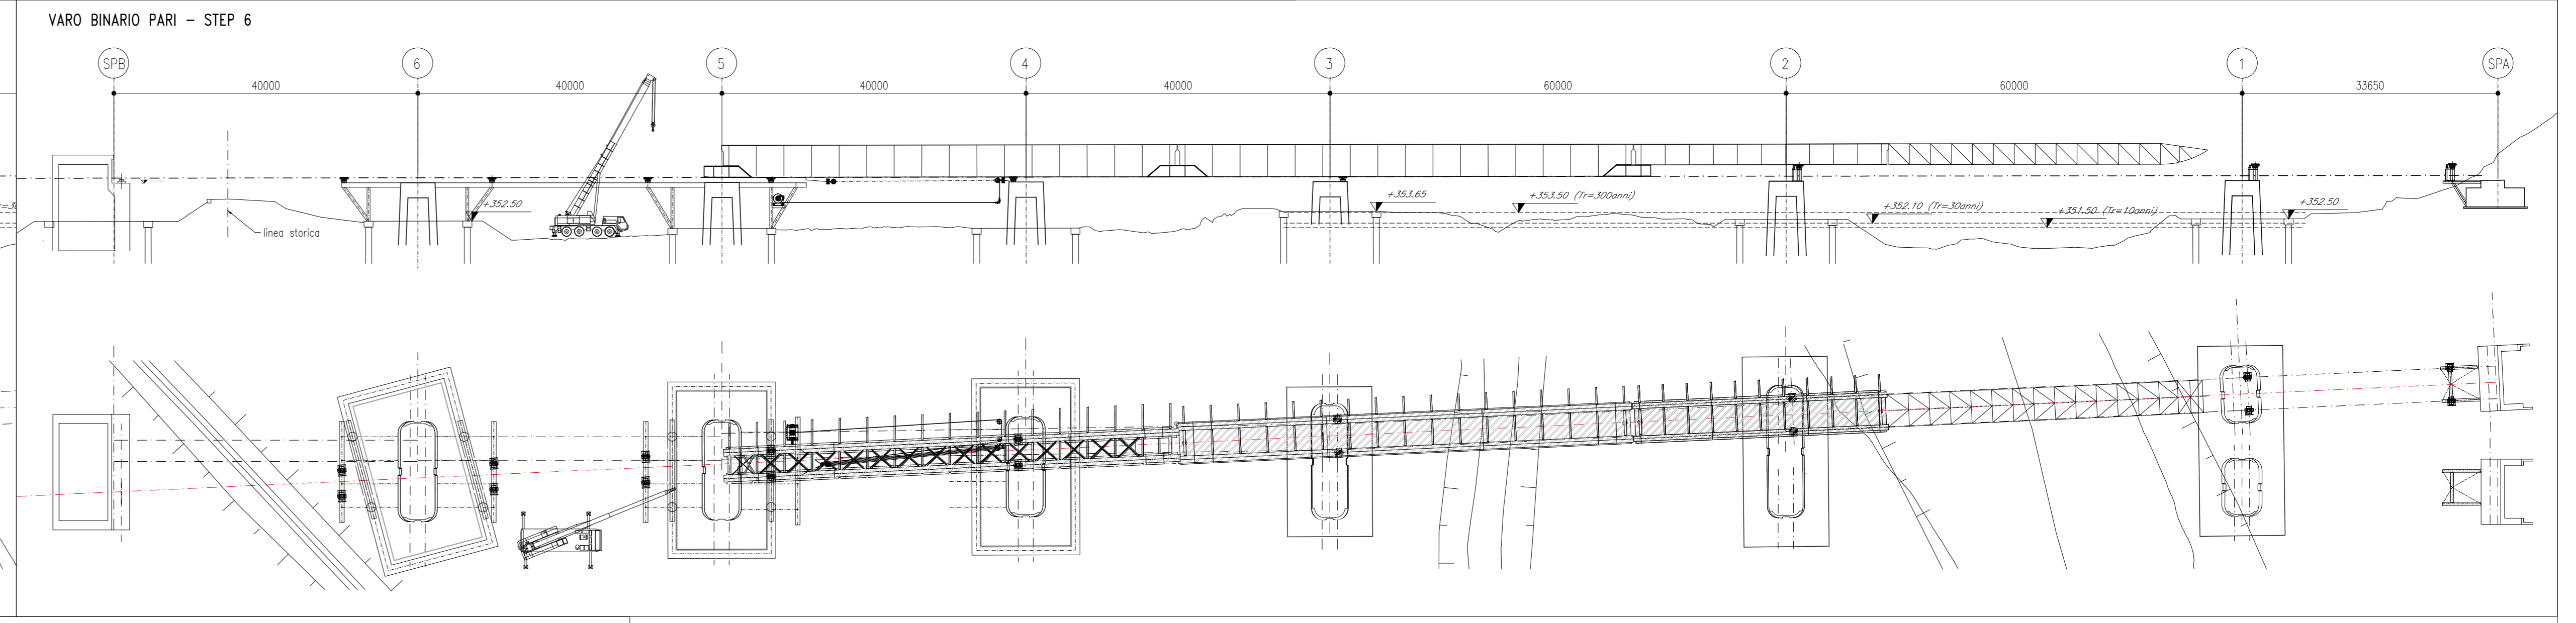 VARO BINARIO PARI - STEP 6
SPB 6 5 4 3 2 1 SPA
40000 40000 40000 40000 60000 60000 33650
+352.50
+353.65
+353.50 (Tr=300anni)
+352.10 (Tr=30anni)
+351.50 (Tr=10anni)
+352.50
linea storica